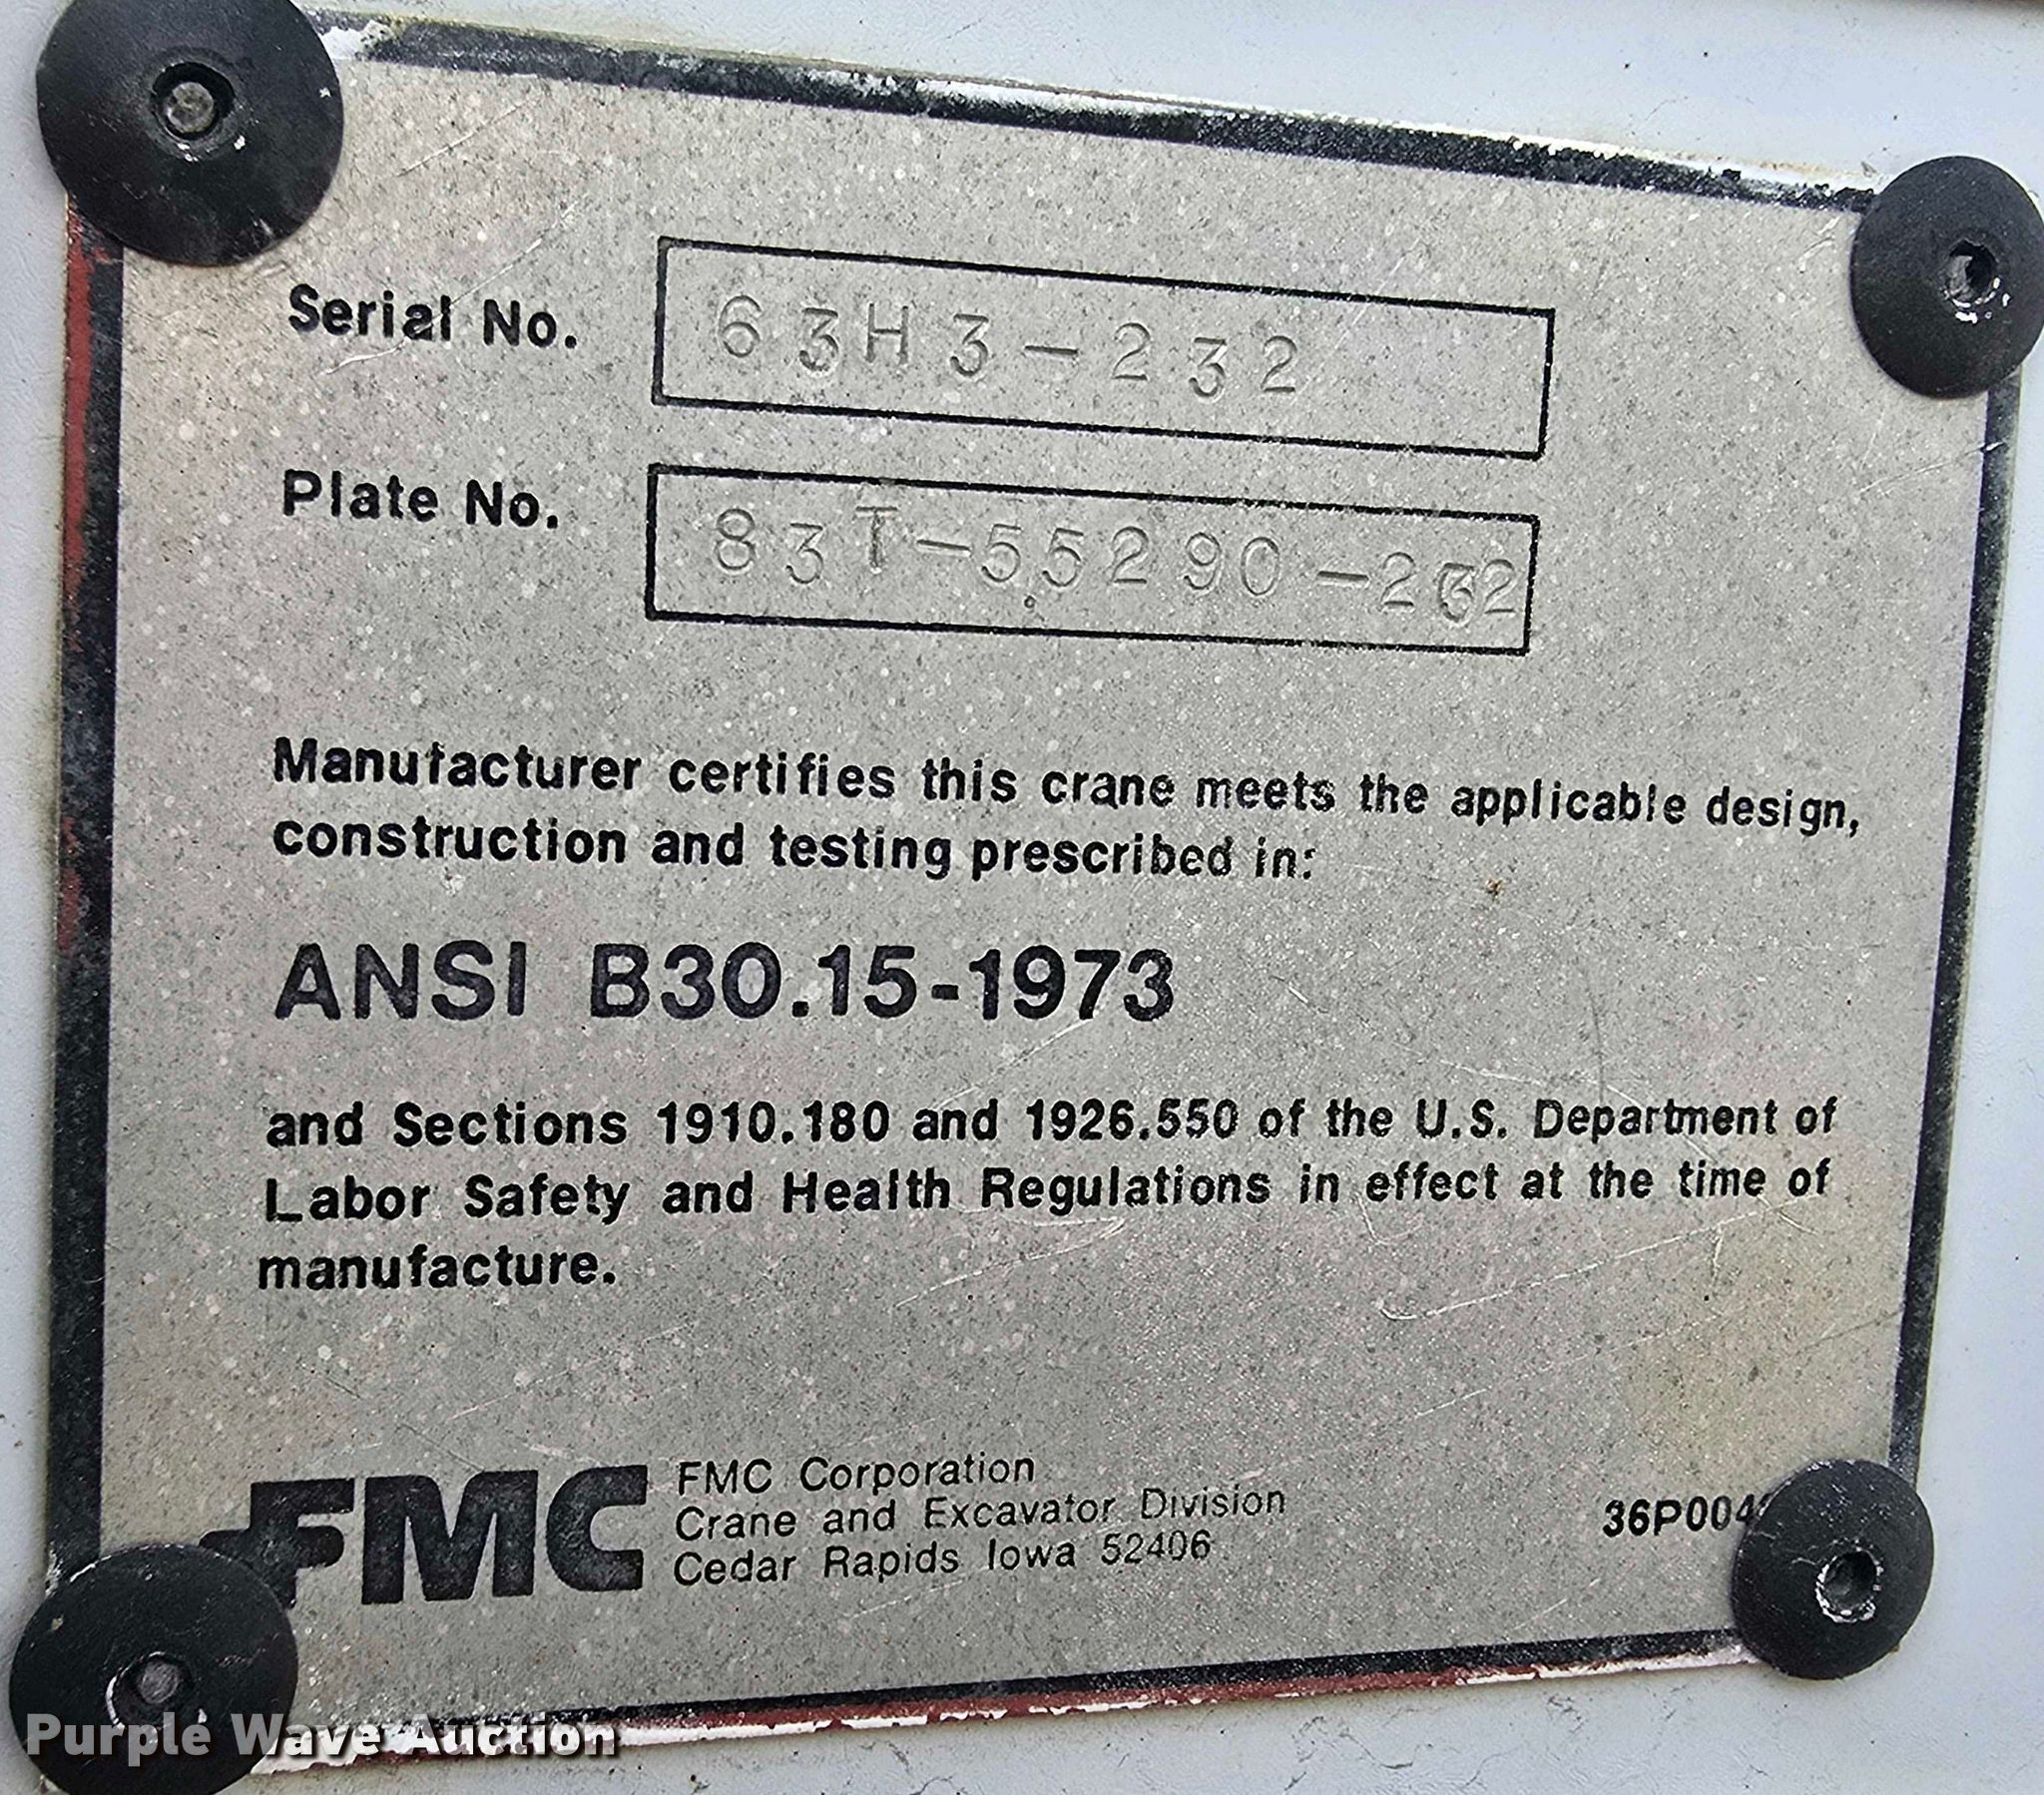 Serial No. 63H3-232
Plate No. 83T-55290-232
Manufacturer certifies this crane meets the applicable design,
construction and testing prescribed in:
ANSI B30.15-1973
and Sections 1910.180 and 1926.550 of the U.S. Department of
Labor Safety and Health Regulations in effect at the time of
manufacture.
FMC
FMC Corporation
Crane and Excavator Division
Cedar Rapids Iowa 52406
Purple Wave Auction